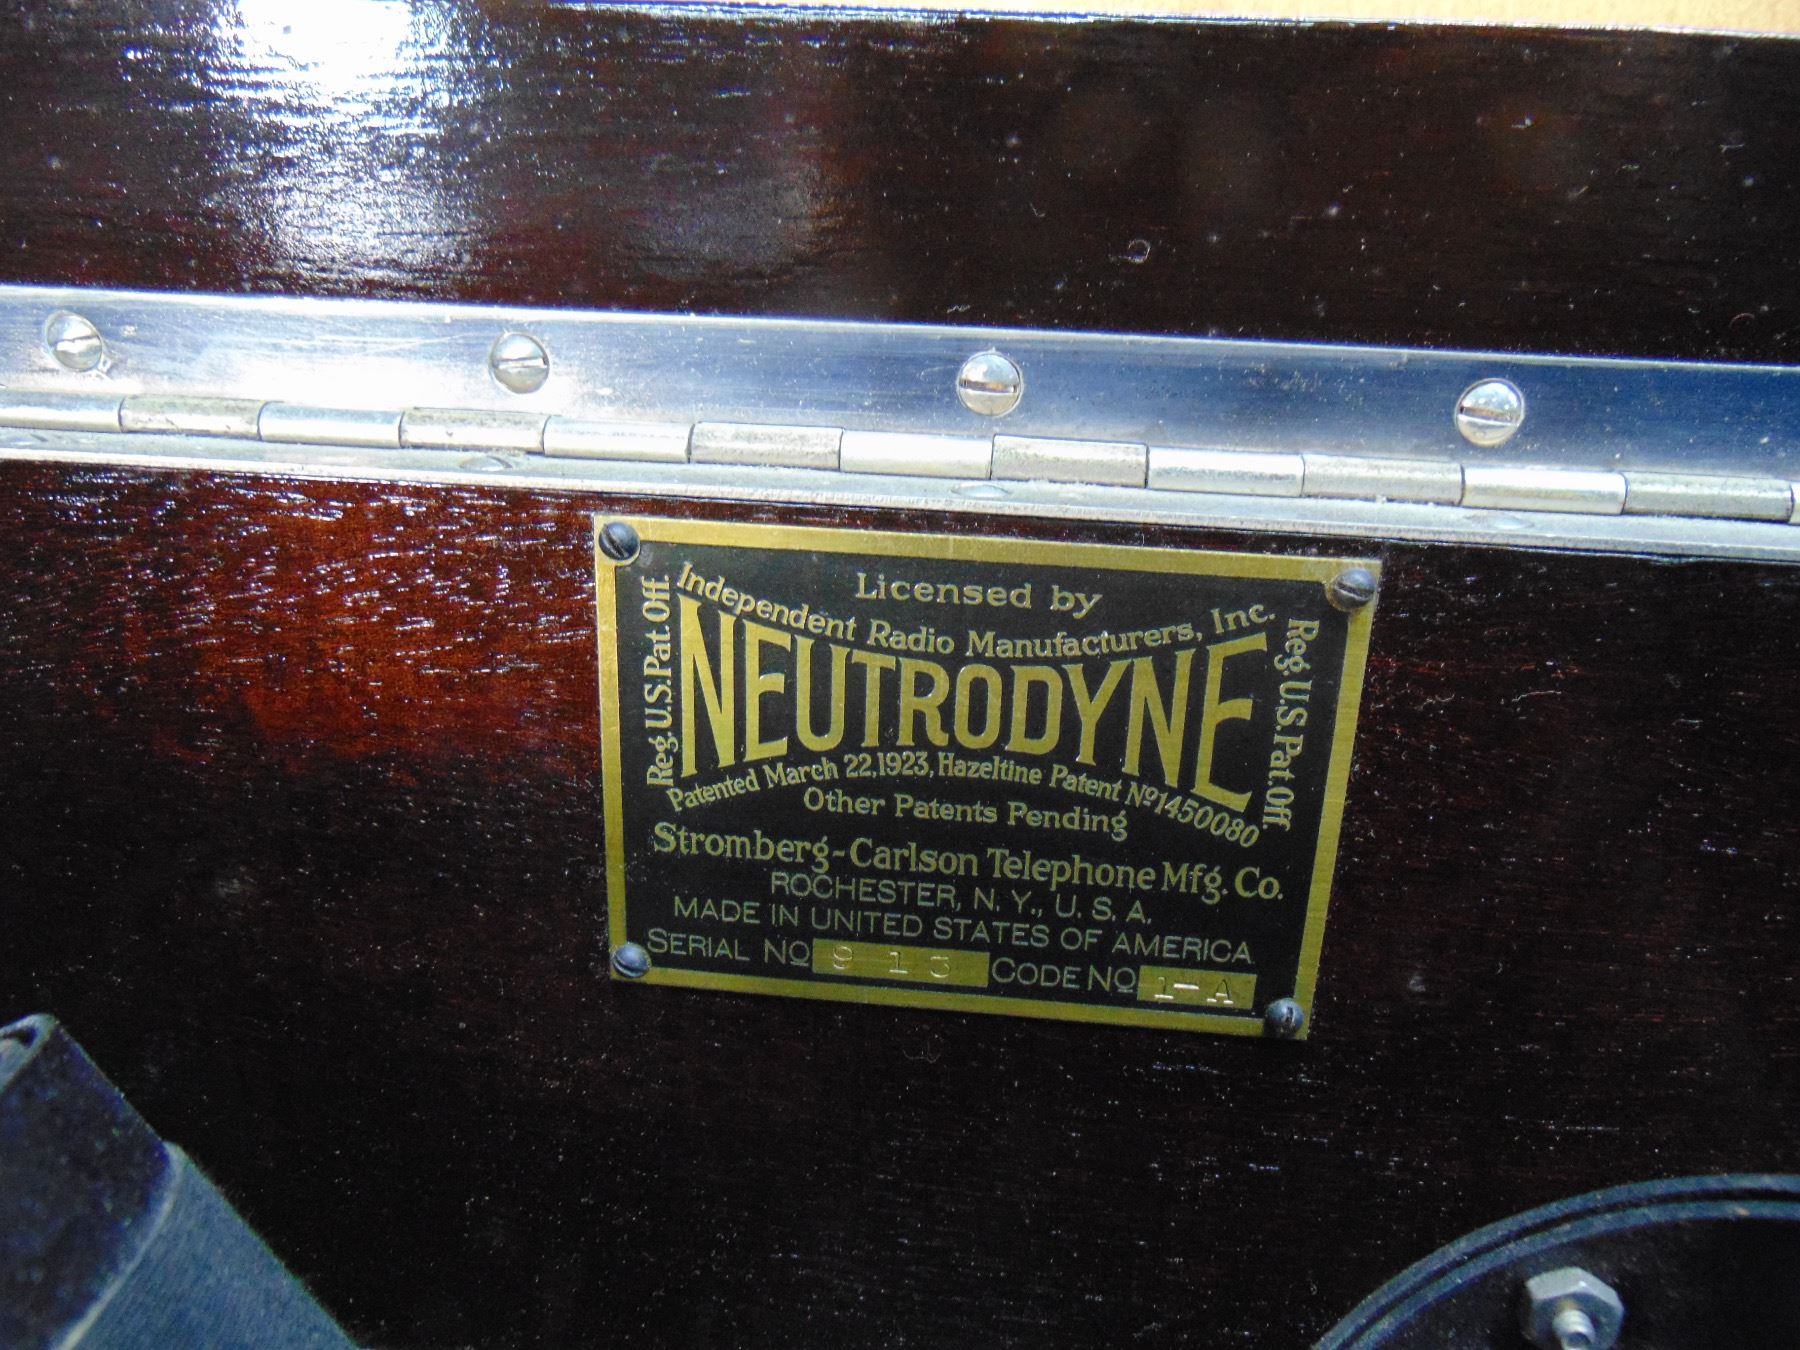 Licensed by
Independent Radio Manufacturers, Inc.
Reg. U.S. Pat. Off.
NEUTRODYNE
Reg. U.S. Pat. Off.
Patented March 22, 1923, Hazeltine Patent Nº 1450080
Other Patents Pending
Stromberg-Carlson Telephone Mfg. Co.
ROCHESTER, N. Y., U. S. A.
MADE IN UNITED STATES OF AMERICA
SERIAL Nº 913 CODE Nº 1-A